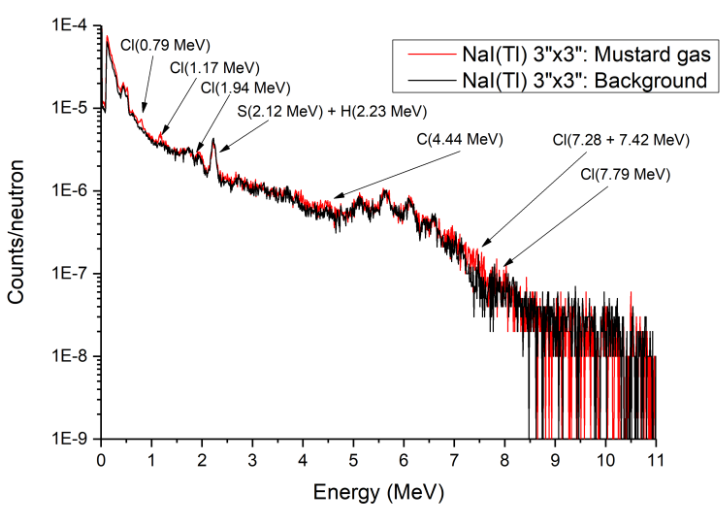 1E-4
1E-5
1E-6
1E-7
1E-8
1E-9
Counts/neutron
Cl(0.79 MeV)
Cl(1.17 MeV)
Cl(1.94 MeV)
S(2.12 MeV) + H(2.23 MeV)
C(4.44 MeV)
Cl(7.28 + 7.42 MeV)
Cl(7.79 MeV)
NaI(Tl) 3"x3": Mustard gas
NaI(Tl) 3"x3": Background
0 1 2 3 4 5 6 7 8 9 10 11
Energy (MeV)